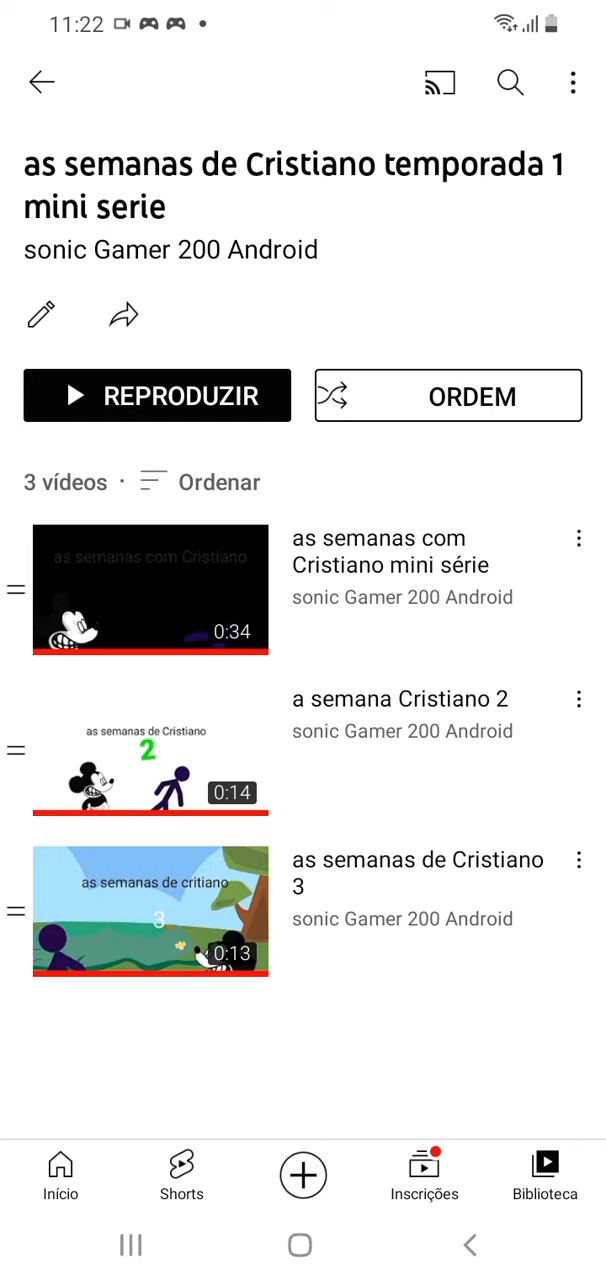 11:22
as semanas de Cristiano temporada 1
mini serie
sonic Gamer 200 Android
REPRODUZIR
ORDEM
3 vídeos · Ordenar
as semanas com Cristiano
0:34
as semanas com
Cristiano mini série
sonic Gamer 200 Android
as semanas de Cristiano
2
0:14
a semana Cristiano 2
sonic Gamer 200 Android
as semanas de critiano
3
0:13
as semanas de Cristiano
3
sonic Gamer 200 Android
Início
Shorts
Inscrições
Biblioteca